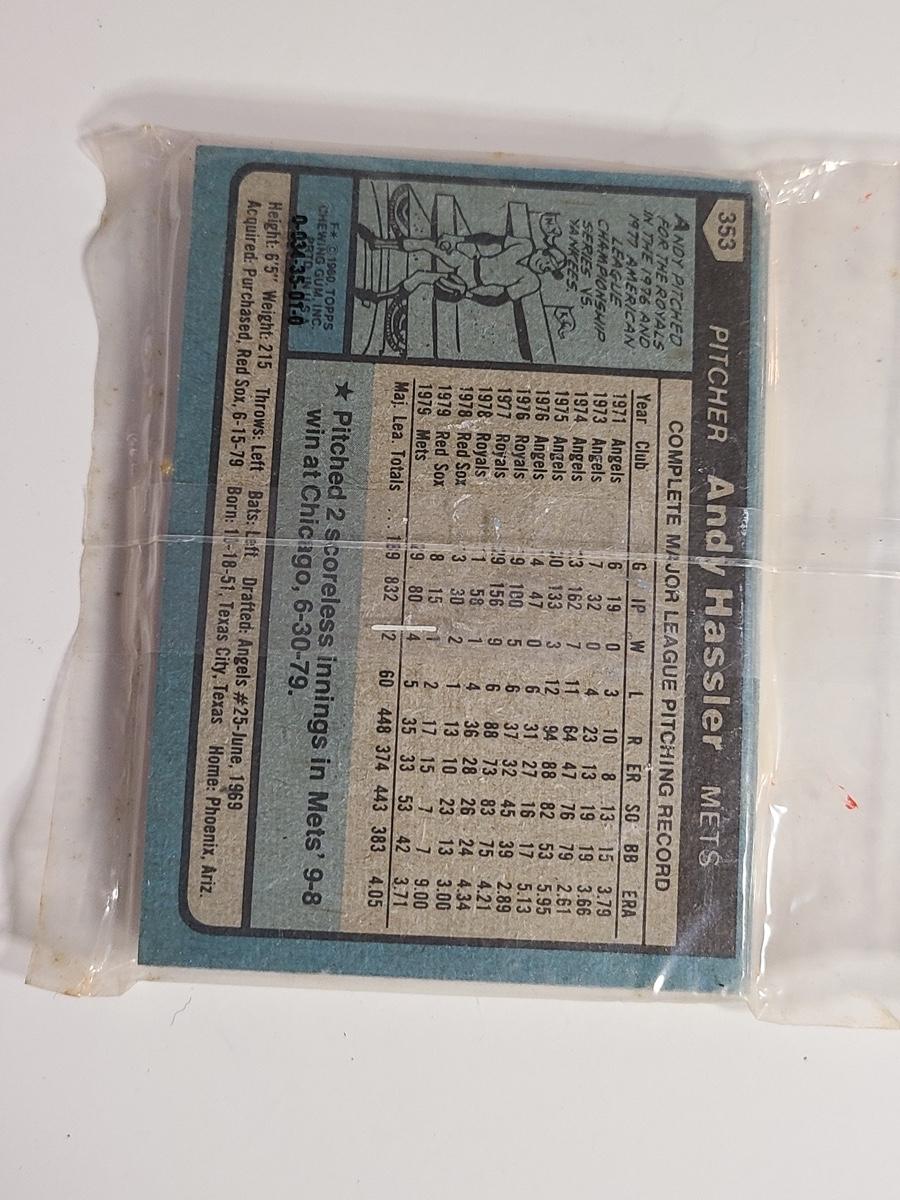 353
PITCHER Andy Hassler METS
ANDY PITCHED
FOR THE ROYALS
IN THE 1976 AND
1977 AMERICAN
LEAGUE
CHAMPIONSHIP
SERIES VS.
YANKEES.
F* © 1980 TOPPS
CHEWING GUM, INC.
PRTD. IN U.S.A.
0-034-35-01-0
COMPLETE MAJOR LEAGUE PITCHING RECORD
Year Club G IP W L R ER SO BB ERA
1971 Angels 6 19 0 3 10 8 13 15 3.79
1973 Angels 7 32 0 4 23 13 19 19 3.66
1974 Angels 162 7 11 64 47 76 79 2.61
1975 Angels 30 133 3 12 94 88 82 53 5.95
1976 Angels 47 0 6 31 27 16 17 5.13
1976 Royals 100 5 6 37 32 45 39 2.89
1977 Royals 29 156 9 6 88 73 83 75 4.21
1978 Royals 58 1 4 36 28 26 24 4.34
1978 Red Sox 30 2 1 13 10 23 13 3.00
1979 Red Sox 8 15 1 2 17 15 7 7 9.00
1979 Mets 29 80 4 5 35 33 53 42 3.71
Maj. Lea. Totals ... 189 832 60 448 374 443 383 4.05
★ Pitched 2 scoreless innings in Mets' 9-8
win at Chicago, 6-30-79.
Height: 6'5" Weight: 215 Throws: Left Bats: Left Drafted: Angels #25-June, 1969
Acquired: Purchased, Red Sox, 6-15-79 Born: 10-18-51, Texas City, Texas Home: Phoenix, Ariz.